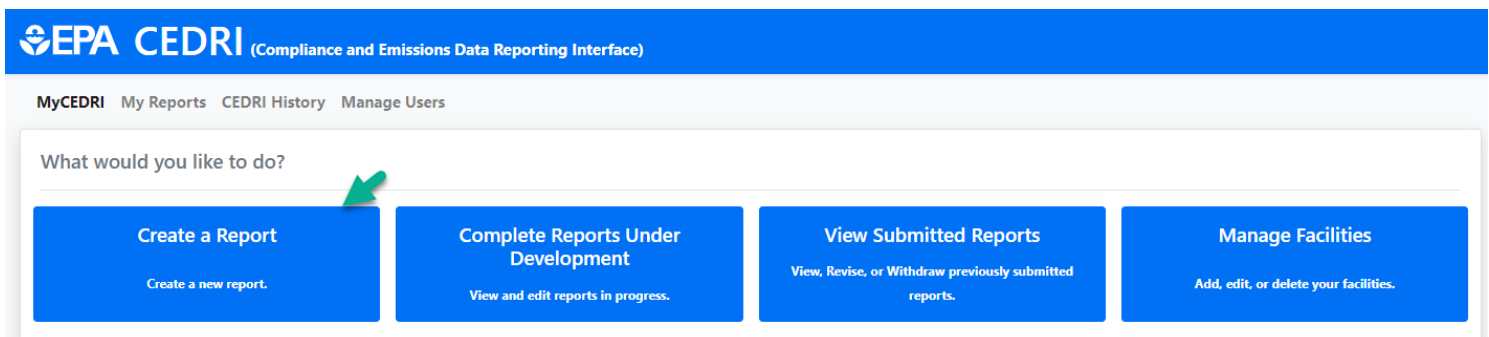 EPA CEDRI (Compliance and Emissions Data Reporting Interface)
MyCEDRI My Reports CEDRI History Manage Users
What would you like to do?
Create a Report
Create a new report.
Complete Reports Under
Development
View and edit reports in progress.
View Submitted Reports
View, Revise, or Withdraw previously submitted
reports.
Manage Facilities
Add, edit, or delete your facilities.